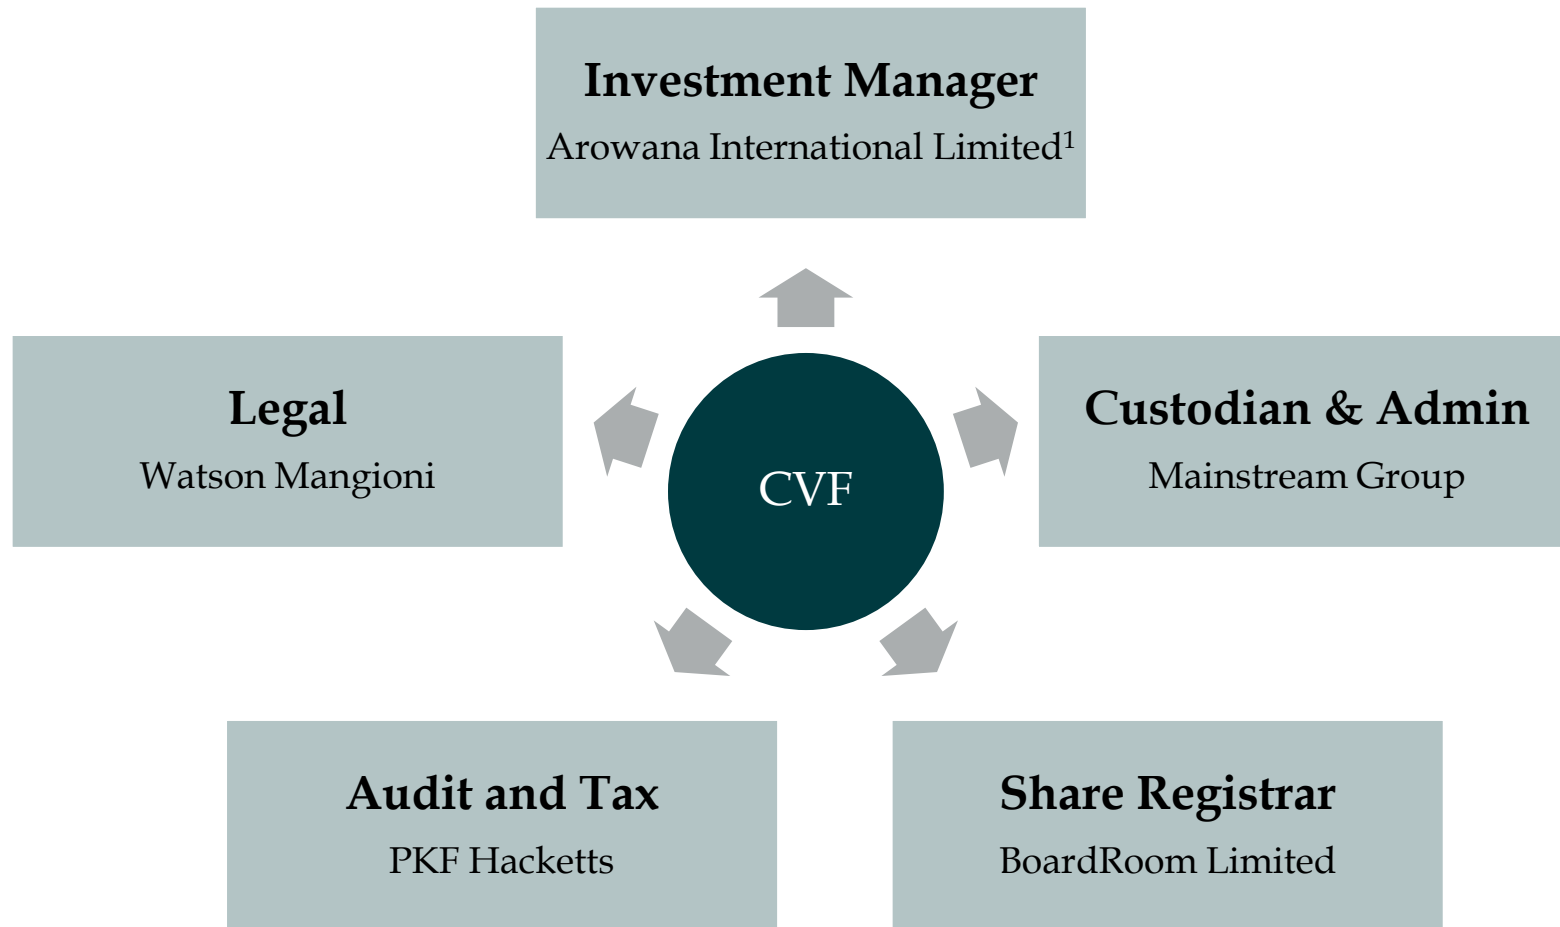 Investment Manager
Arowana International Limited¹
Legal
Watson Mangioni
Custodian & Admin
Mainstream Group
CVF
Audit and Tax
PKF Hacketts
Share Registrar
BoardRoom Limited